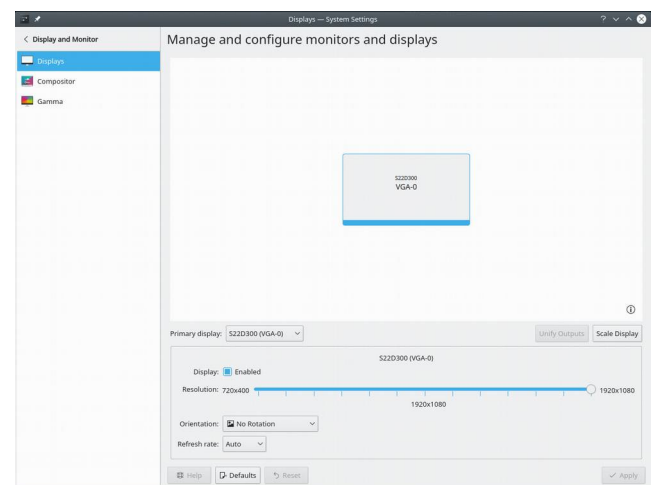 Displays — System Settings
?
< Display and Monitor
Manage and configure monitors and displays
Displays
Compositor
Gamma
S22D300
VGA-0
Primary display: S22D300 (VGA-0)
Unify Outputs
Scale Display
S22D300 (VGA-0)
Display: Enabled
Resolution: 720x400
1920x1080
1920x1080
Orientation: No Rotation
Refresh rate: Auto
Help
Defaults
Reset
Apply